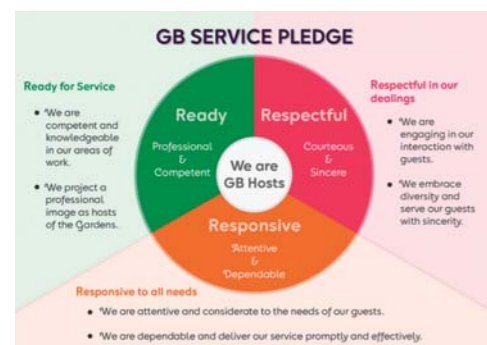 GB SERVICE PLEDGE
Ready for Service
• We are
competent and
knowledgeable
in our areas of
work.
• We project a
professional
image as hosts
of the Gardens.
Ready
Professional
&
Competent
Respectful
Courteous
&
Sincere
We are
GB Hosts
Responsive
Attentive
&
Dependable
Respectful in our
dealings
• We are
engaging in our
interaction with
guests.
• We embrace
diversity and
serve our guests
with sincerity.
Responsive to all needs
• We are attentive and considerate to the needs of our guests.
• We are dependable and deliver our service promptly and effectively.